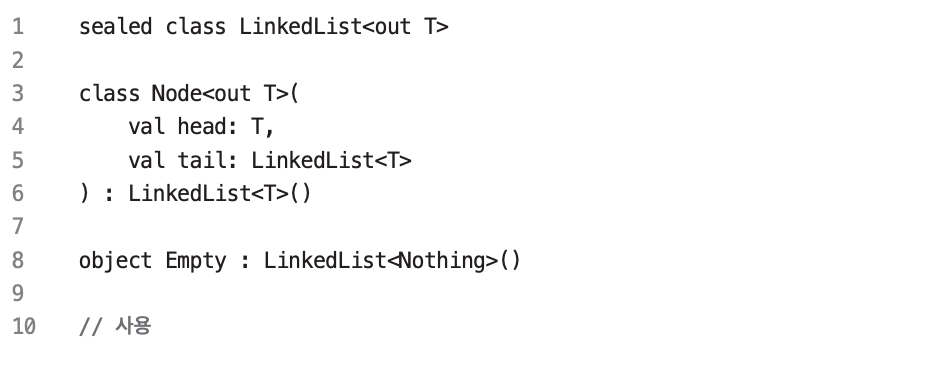 1 sealed class LinkedList<out T>
2
3 class Node<out T>(
4     val head: T,
5     val tail: LinkedList<T>
6 ) : LinkedList<T>()
7
8 object Empty : LinkedList<Nothing>()
9
10 // 사용